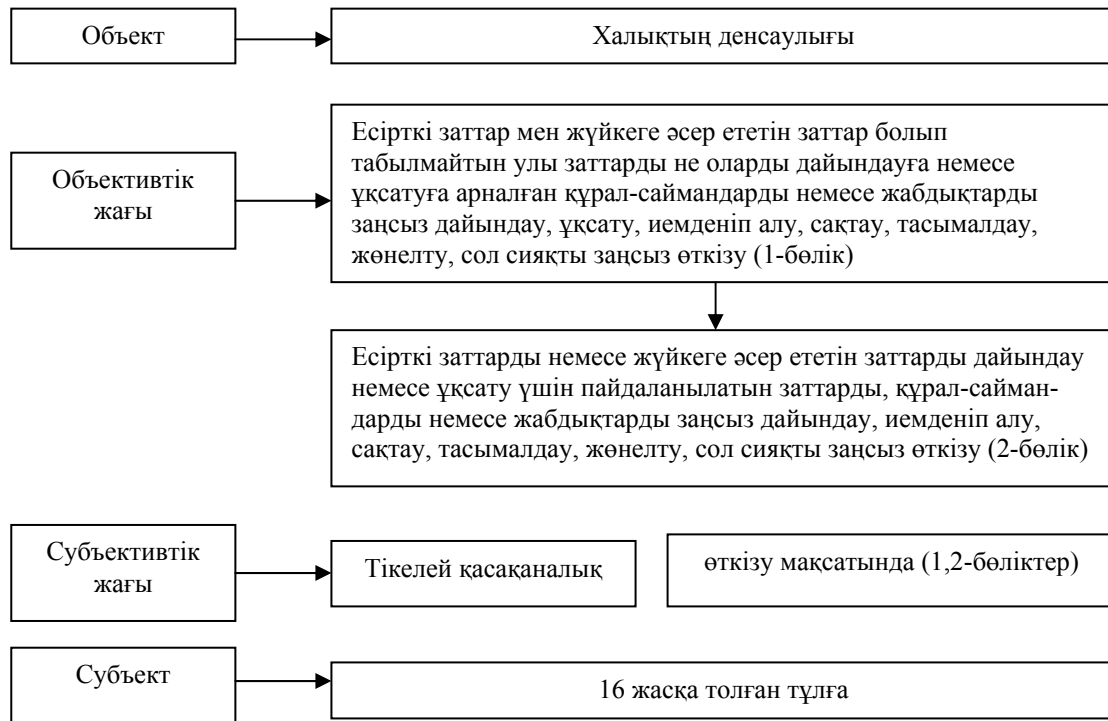 Объект
Халықтың денсаулығы
Объективтік
жағы
Есірткі заттар мен жүйкеге әсер ететін заттар болып
табылмайтын улы заттарды не оларды дайындауға немесе
ұқсатуға арналған құрал-саймандарды немесе жабдықтарды
заңсыз дайындау, ұқсату, иемденіп алу, сақтау, тасымалдау,
жөнелту, сол сияқты заңсыз өткізу (1-бөлік)
Есірткі заттарды немесе жүйкеге әсер ететін заттарды дайындау
немесе ұқсату үшін пайдаланылатын заттарды, құрал-сайман-
дарды немесе жабдықтарды заңсыз дайындау, иемденіп алу,
сақтау, тасымалдау, жөнелту, сол сияқты заңсыз өткізу (2-бөлік)
Субъективтік
жағы
Тікелей қасақаналық
өткізу мақсатында (1,2-бөліктер)
Субъект
16 жасқа толған тұлға